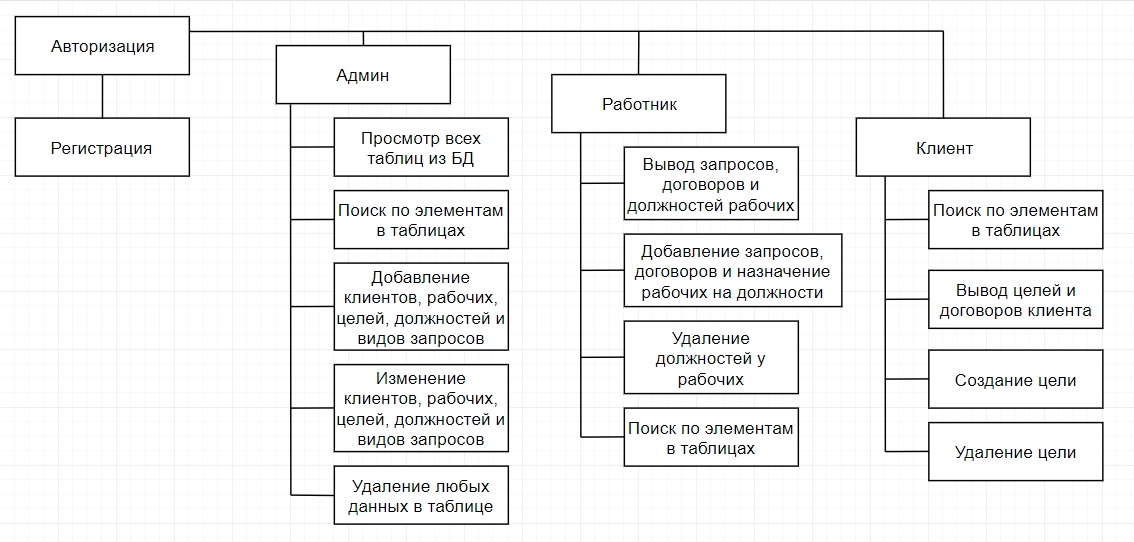 Авторизация
Регистрация
Админ
Просмотр всех
таблиц из БД
Поиск по элементам
в таблицах
Добавление
клиентов, рабочих,
целей, должностей и
видов запросов
Изменение
клиентов, рабочих,
целей, должностей и
видов запросов
Удаление любых
данных в таблице
Работник
Вывод запросов,
договоров и
должностей рабочих
Добавление запросов,
договоров и назначение
рабочих на должности
Удаление
должностей у
рабочих
Поиск по элементам
в таблицах
Клиент
Поиск по элементам
в таблицах
Вывод целей и
договоров клиента
Создание цели
Удаление цели